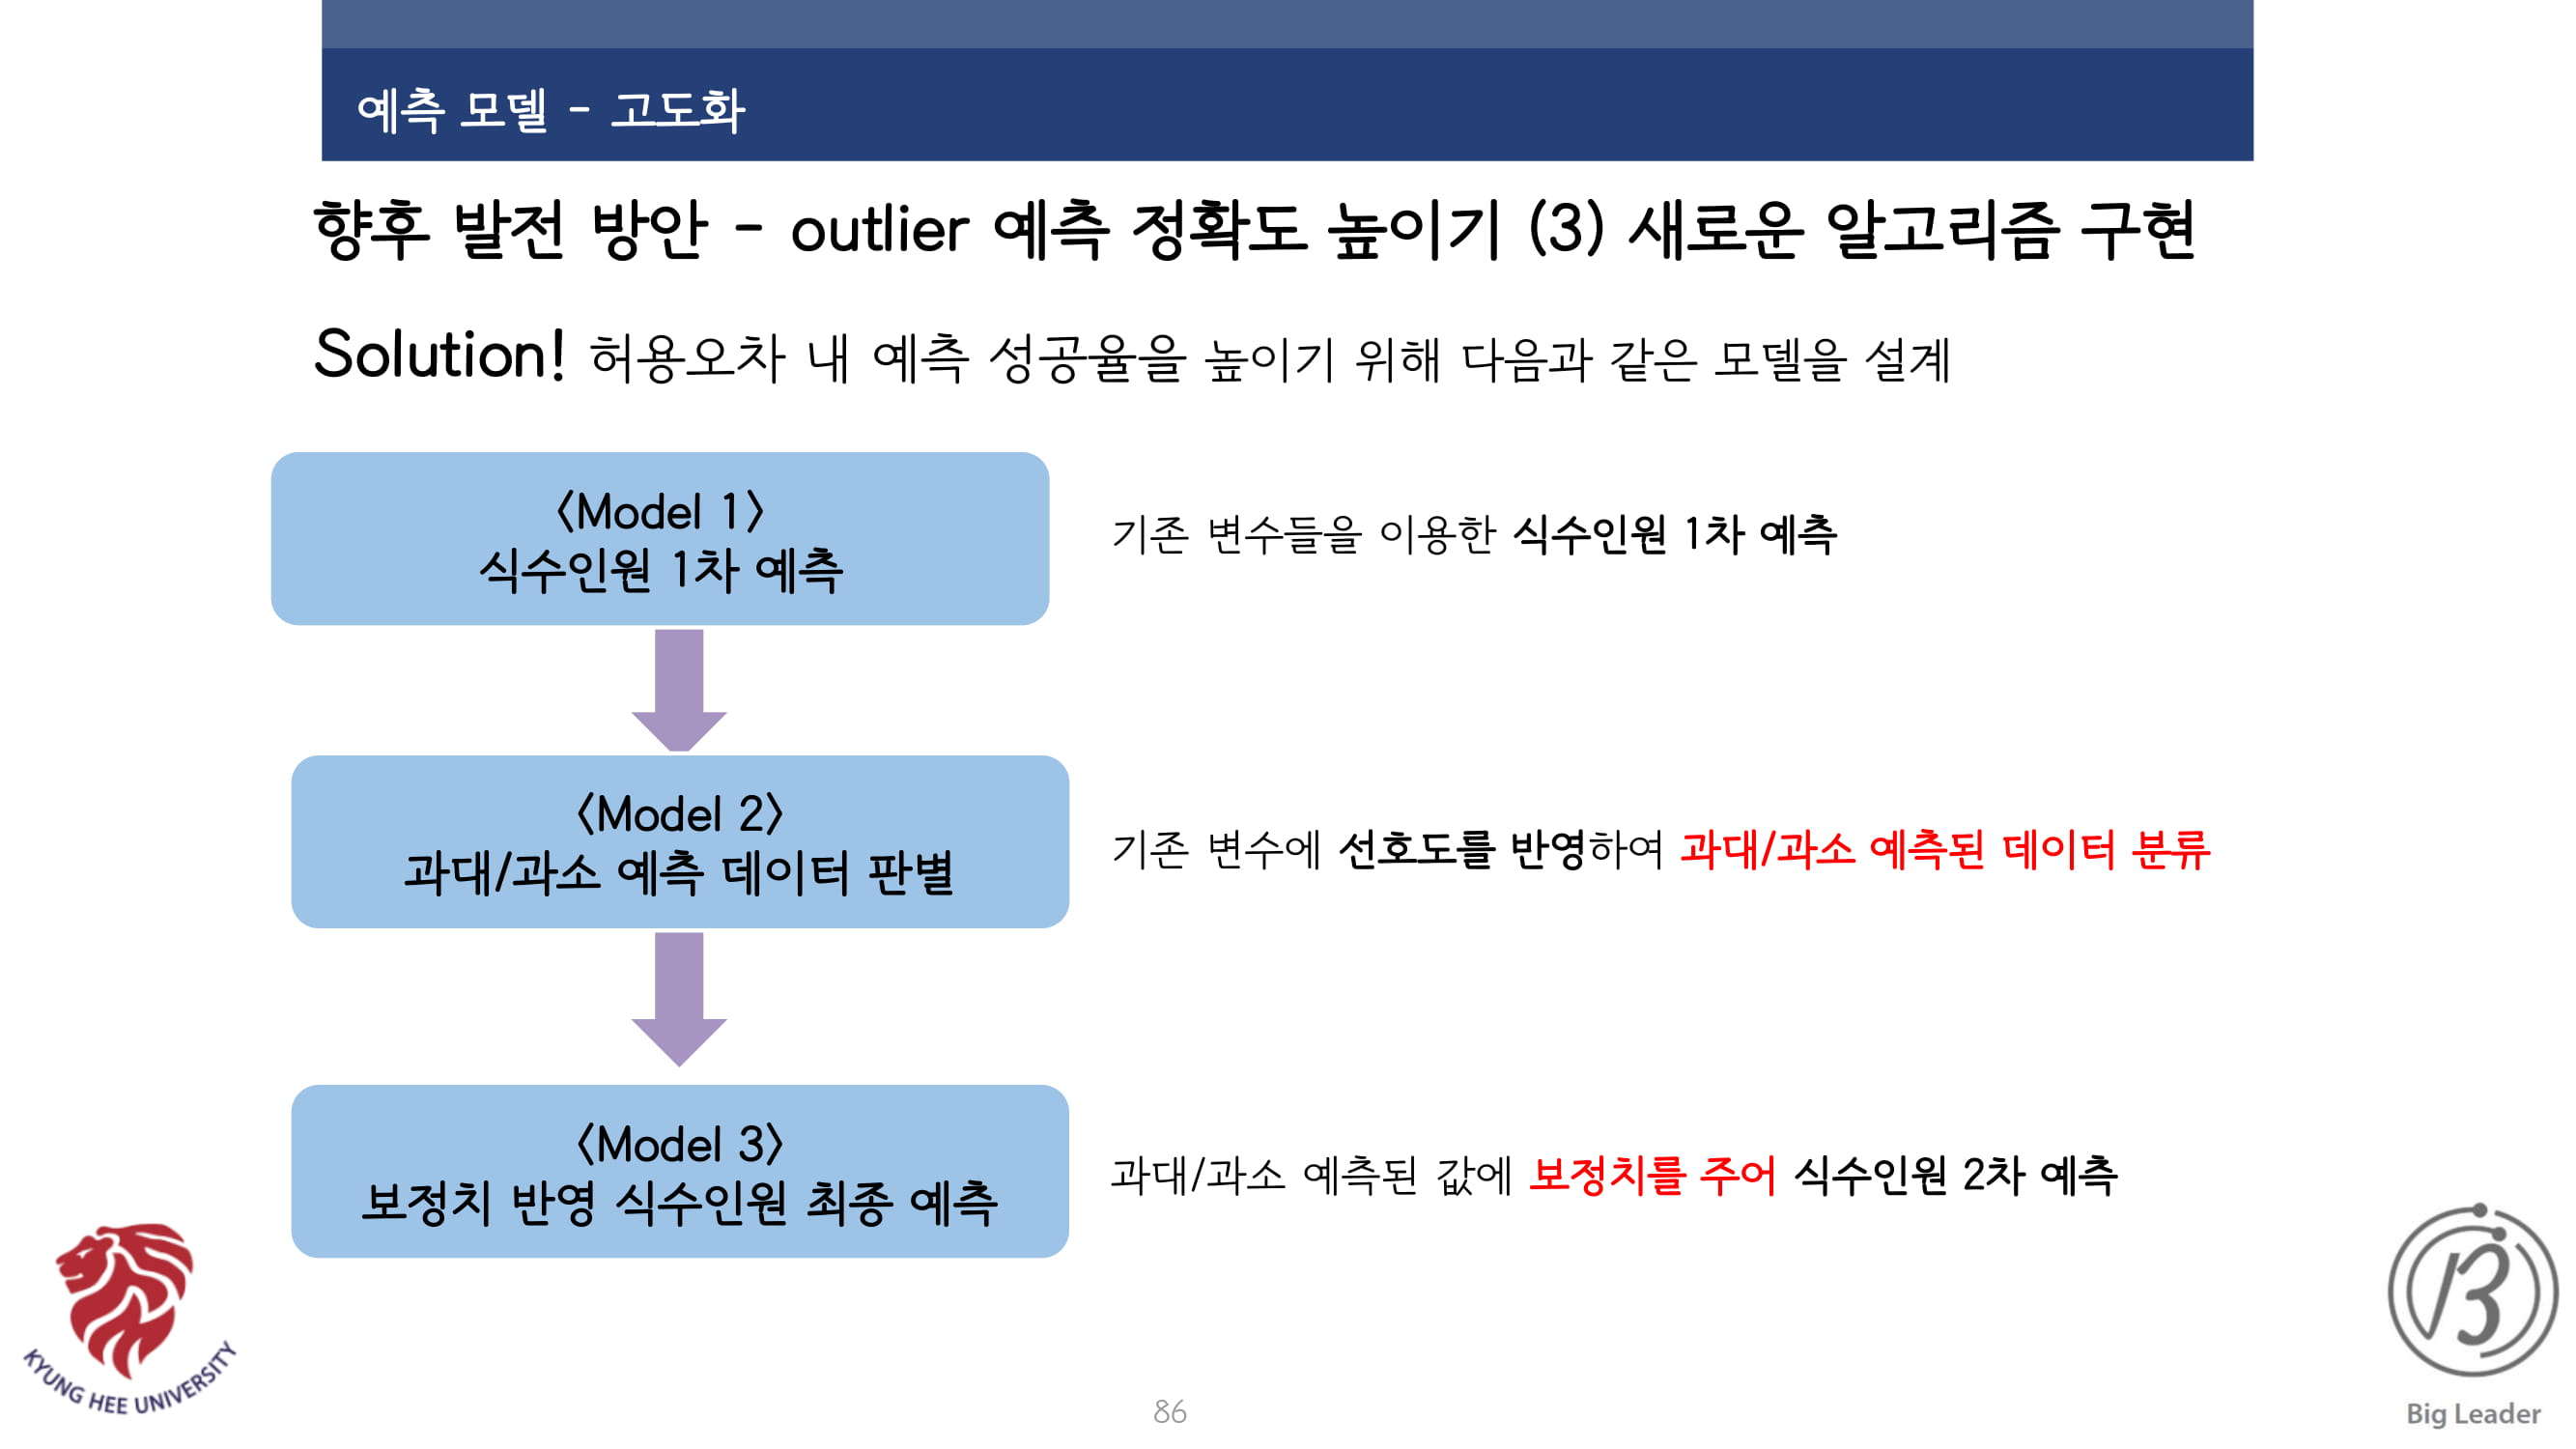 예측 모델 - 고도화
향후 발전 방안 - outlier 예측 정확도 높이기 (3) 새로운 알고리즘 구현
Solution! 허용오차 내 예측 성공율을 높이기 위해 다음과 같은 모델을 설계
<Model 1>
식수인원 1차 예측
기존 변수들을 이용한 식수인원 1차 예측
<Model 2>
과대/과소 예측 데이터 판별
기존 변수에 선호도를 반영하여 과대/과소 예측된 데이터 분류
<Model 3>
보정치 반영 식수인원 최종 예측
과대/과소 예측된 값에 보정치를 주어 식수인원 2차 예측
KYUNG HEE UNIVERSITY
86
Big Leader